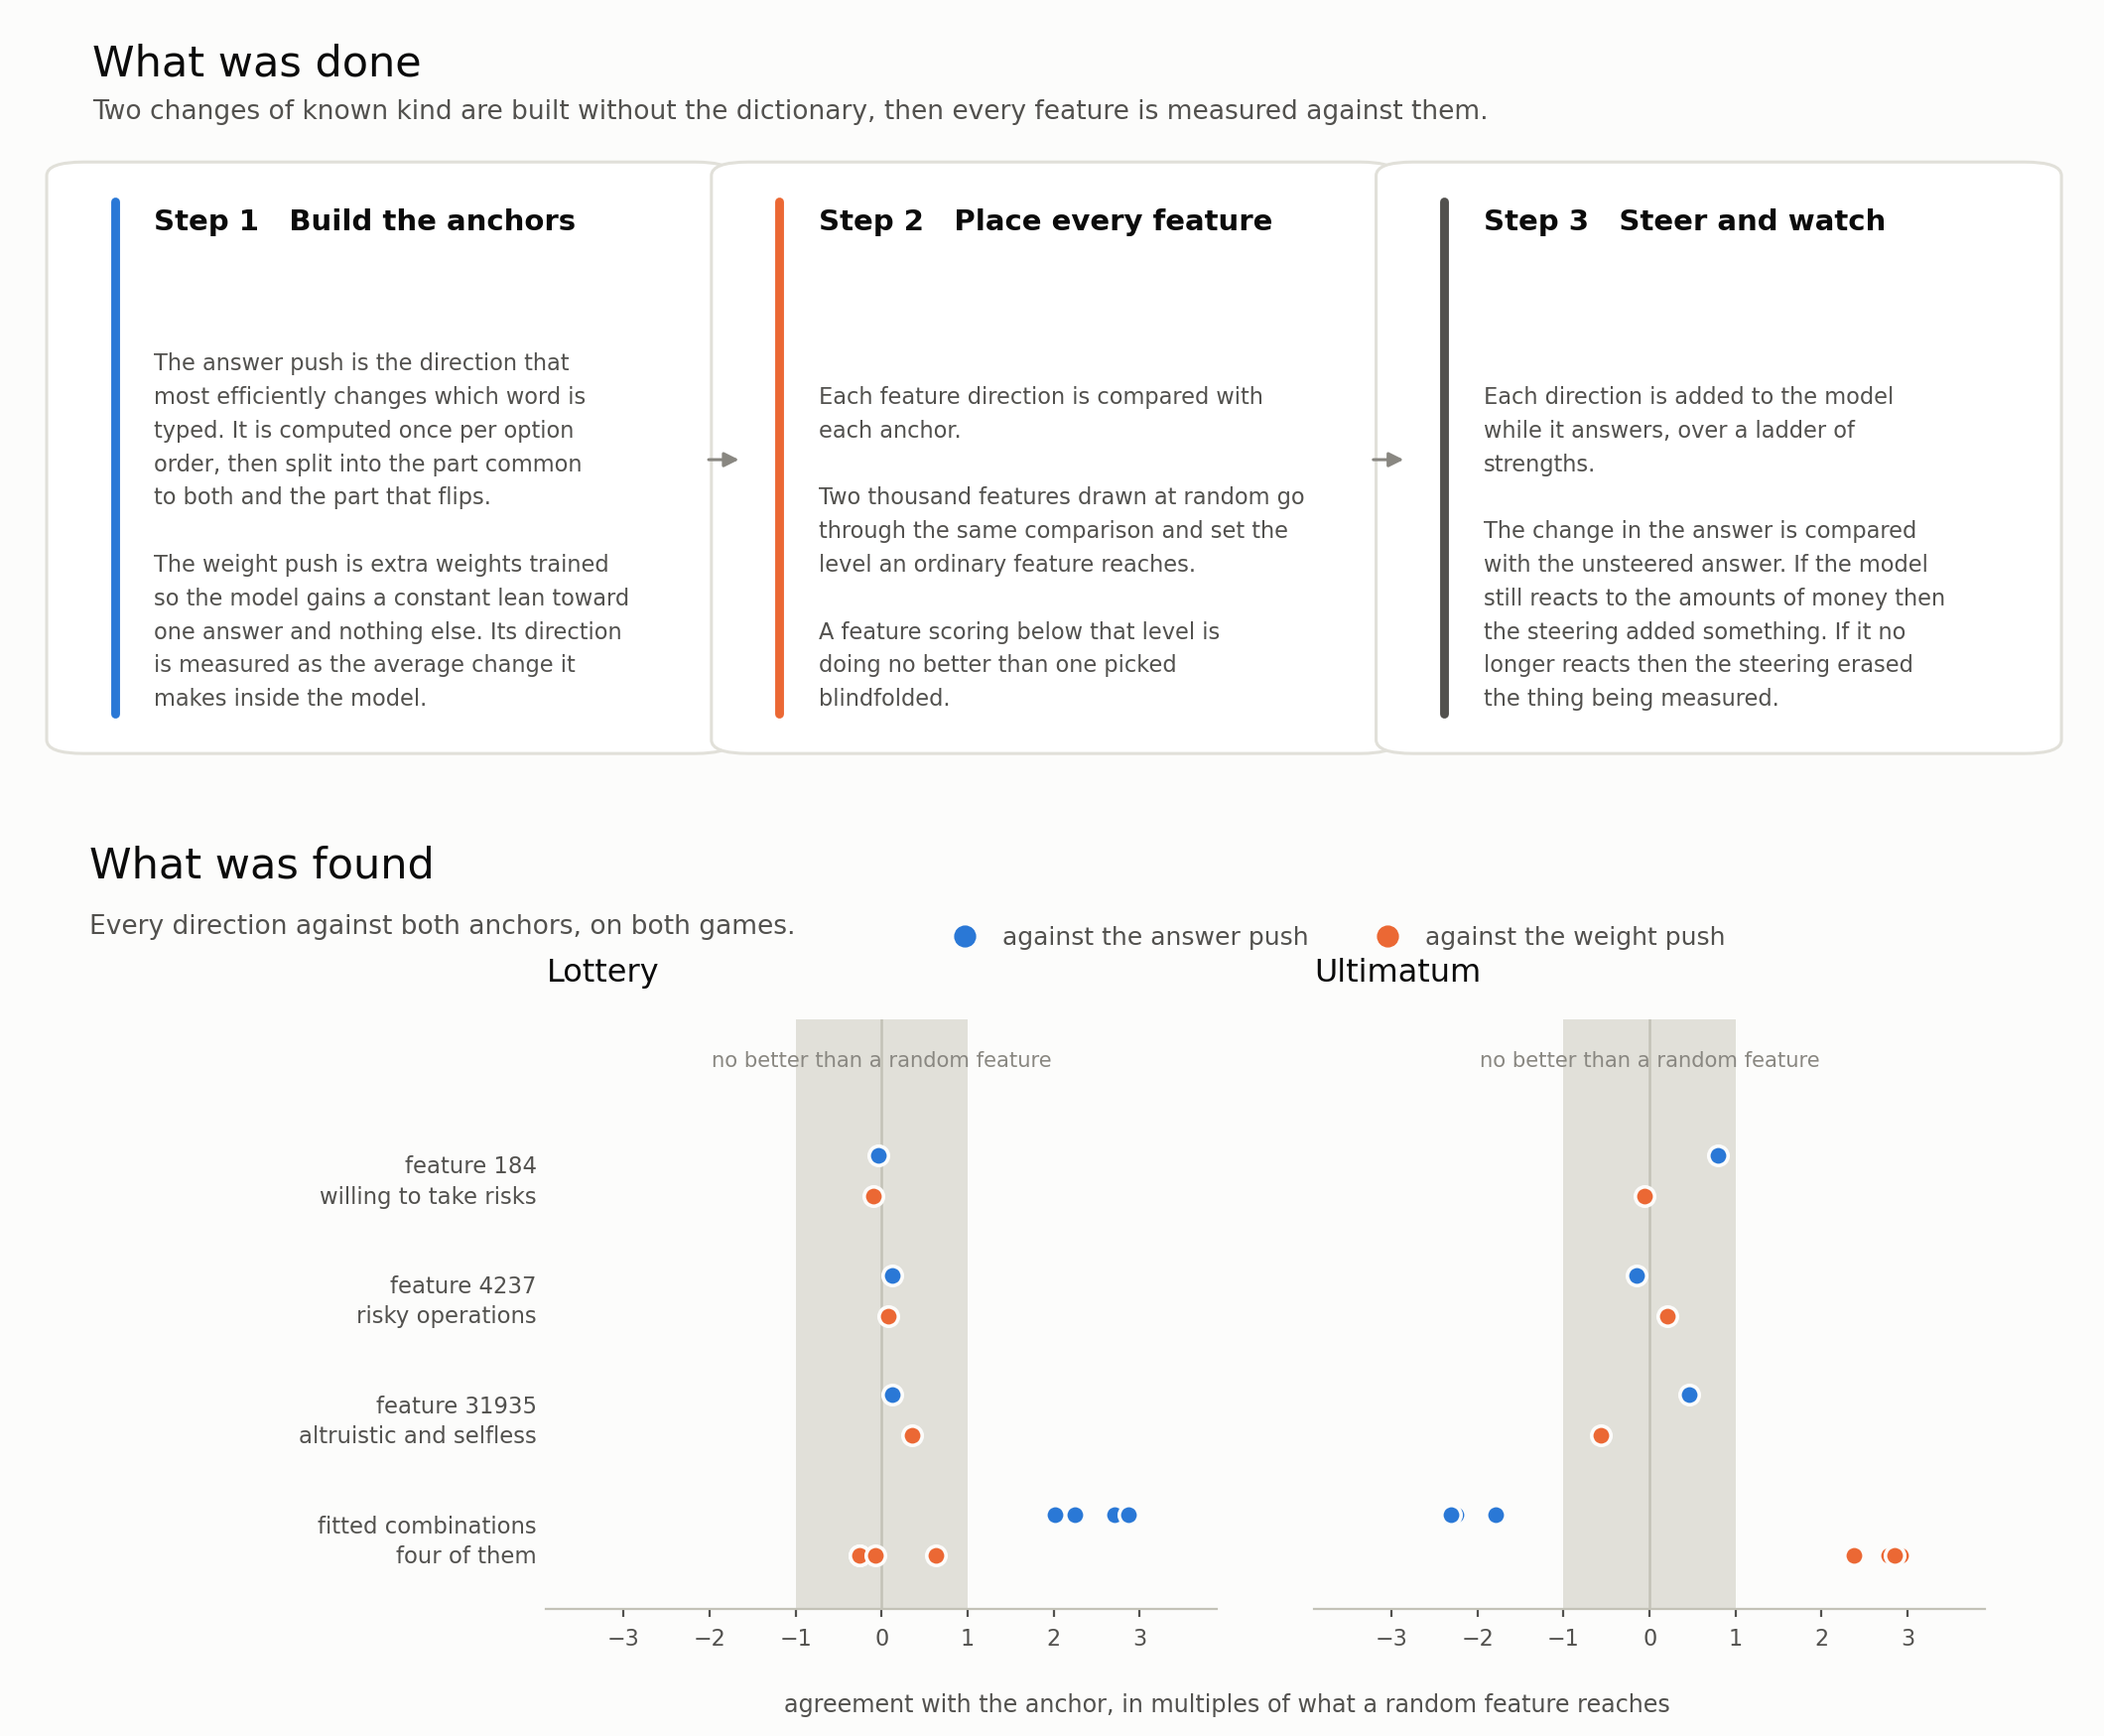 What was done
Two changes of known kind are built without the dictionary, then every feature is measured against them.
Step 1 Build the anchors
The answer push is the direction that
most efficiently changes which word is
typed. It is computed once per option
order, then split into the part common
to both and the part that flips.
The weight push is extra weights trained
so the model gains a constant lean toward
one answer and nothing else. Its direction
is measured as the average change it
makes inside the model.
Step 2 Place every feature
Each feature direction is compared with
each anchor.
Two thousand features drawn at random go
through the same comparison and set the
level an ordinary feature reaches.
A feature scoring below that level is
doing no better than one picked
blindfolded.
Step 3 Steer and watch
Each direction is added to the model
while it answers, over a ladder of
strengths.
The change in the answer is compared
with the unsteered answer. If the model
still reacts to the amounts of money then
the steering added something. If it no
longer reacts then the steering erased
the thing being measured.
What was found
Every direction against both anchors, on both games.
against the answer push
against the weight push
Lottery
Ultimatum
no better than a random feature
no better than a random feature
feature 184
willing to take risks
feature 4237
risky operations
feature 31935
altruistic and selfless
fitted combinations
four of them
−3 −2 −1 0 1 2 3
−3 −2 −1 0 1 2 3
agreement with the anchor, in multiples of what a random feature reaches